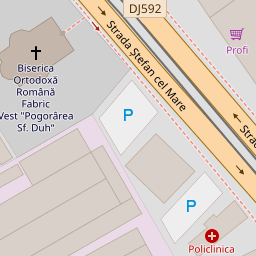 DJ592
Strada Ștefan cel Mare
Profi
Biserica
Ortodoxă
Română
Fabric
Vest "Pogorârea
Sf. Duh"
P
P
Policlinica